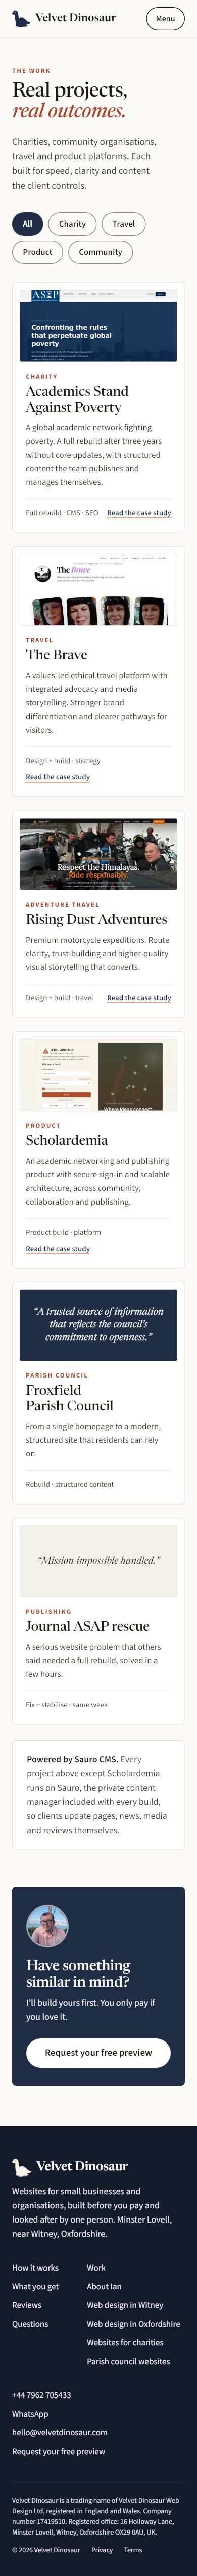 Velvet Dinosaur
Menu
THE WORK
Real projects,
real outcomes.
Charities, community organisations,
travel and product platforms. Each
built for speed, clarity and content
the client controls.
All
Charity
Travel
Product
Community
ASAP
Confronting the rules
that perpetuate global
poverty
CHARITY
Academics Stand
Against Poverty
A global academic network fighting
poverty. A full rebuild after three years
without core updates, with structured
content the team publishes and
manages themselves.
Full rebuild · CMS · SEO
Read the case study
The Brave
TRAVEL
The Brave
A values-led ethical travel platform with
integrated advocacy and media
storytelling. Stronger brand
differentiation and clearer pathways for
visitors.
Design + build · strategy
Read the case study
Respect the Himalayas.
Ride responsibly.
ADVENTURE TRAVEL
Rising Dust Adventures
Premium motorcycle expeditions. Route
clarity, trust-building and higher-quality
visual storytelling that converts.
Design + build · travel
Read the case study
SCHOLARDEMIA
Where ideas connect
PRODUCT
Scholardemia
An academic networking and publishing
product with secure sign-in and scalable
architecture, across community,
collaboration and publishing.
Product build · platform
Read the case study
“A trusted source of information
that reflects the council’s
commitment to openness.”
PARISH COUNCIL
Froxfield
Parish Council
From a single homepage to a modern,
structured site that residents can rely
on.
Rebuild · structured content
“Mission impossible handled.”
PUBLISHING
Journal ASAP rescue
A serious website problem that others
said needed a full rebuild, solved in a
few hours.
Fix + stabilise · same week
Powered by Sauro CMS. Every
project above except Scholardemia
runs on Sauro, the private content
manager included with every build,
so clients update pages, news, media
and reviews themselves.
Have something
similar in mind?
I’ll build yours first. You only pay if
you love it.
Request your free preview
Velvet Dinosaur
Websites for small businesses and
organisations, built before you pay and
looked after by one person. Minster Lovell,
near Witney, Oxfordshire.
How it works
What you get
Reviews
Questions
Work
About Ian
Web design in Witney
Web design in Oxfordshire
Websites for charities
Parish council websites
+44 7962 705433
WhatsApp
hello@velvetdinosaur.com
Request your free preview
Velvet Dinosaur is a trading name of Velvet Dinosaur Web
Design Ltd, registered in England and Wales. Company
number 17419510. Registered office: 16 Holloway Lane,
Minster Lovell, Witney, Oxfordshire OX29 0AU, UK.
© 2026 Velvet Dinosaur
Privacy
Terms